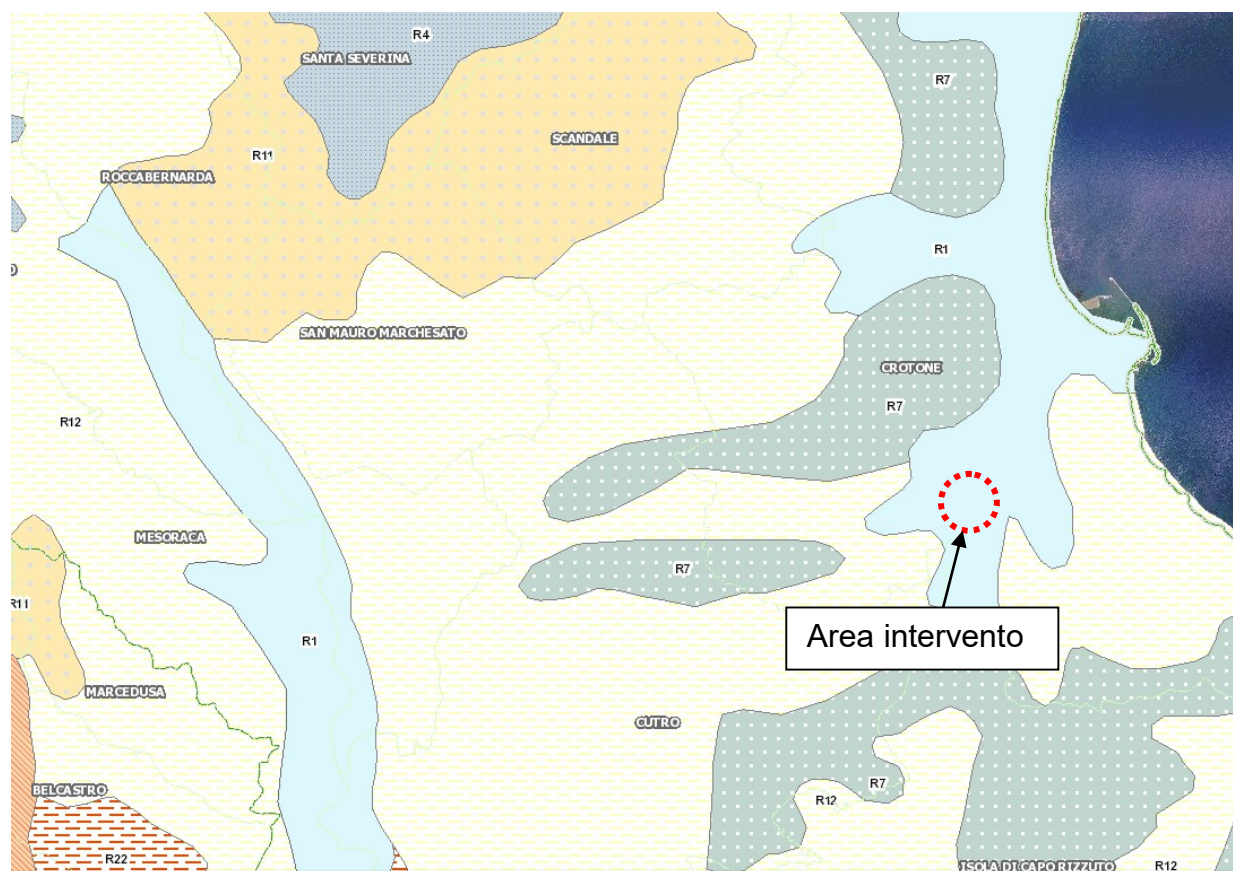 R4
SANTA SEVERINA
R7
SCANDALE
R11
ROCCABERNARDA
R1
O
SAN MAURO MARCHESATO
CROTONE
R7
R12
MESORACA
R7
R11
Area intervento
R1
MARCEDUSA
CUTRO
R7
BELCASTRO
R12
R22
ISOLA DI CAPO RIZZUTO
R12